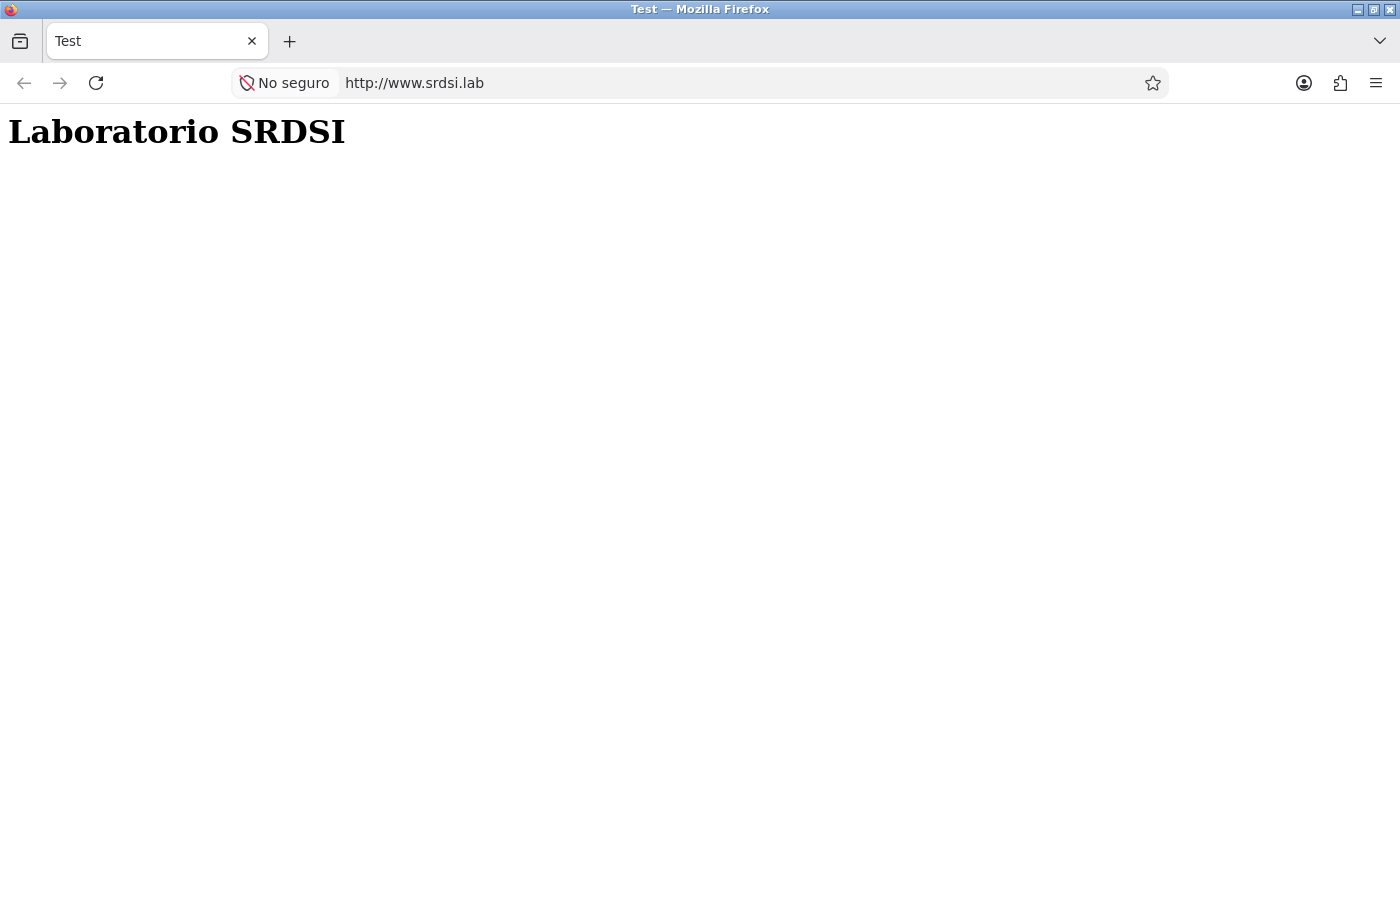 Test — Mozilla Firefox
Test
No seguro http://www.srdsi.lab
Laboratorio SRDSI